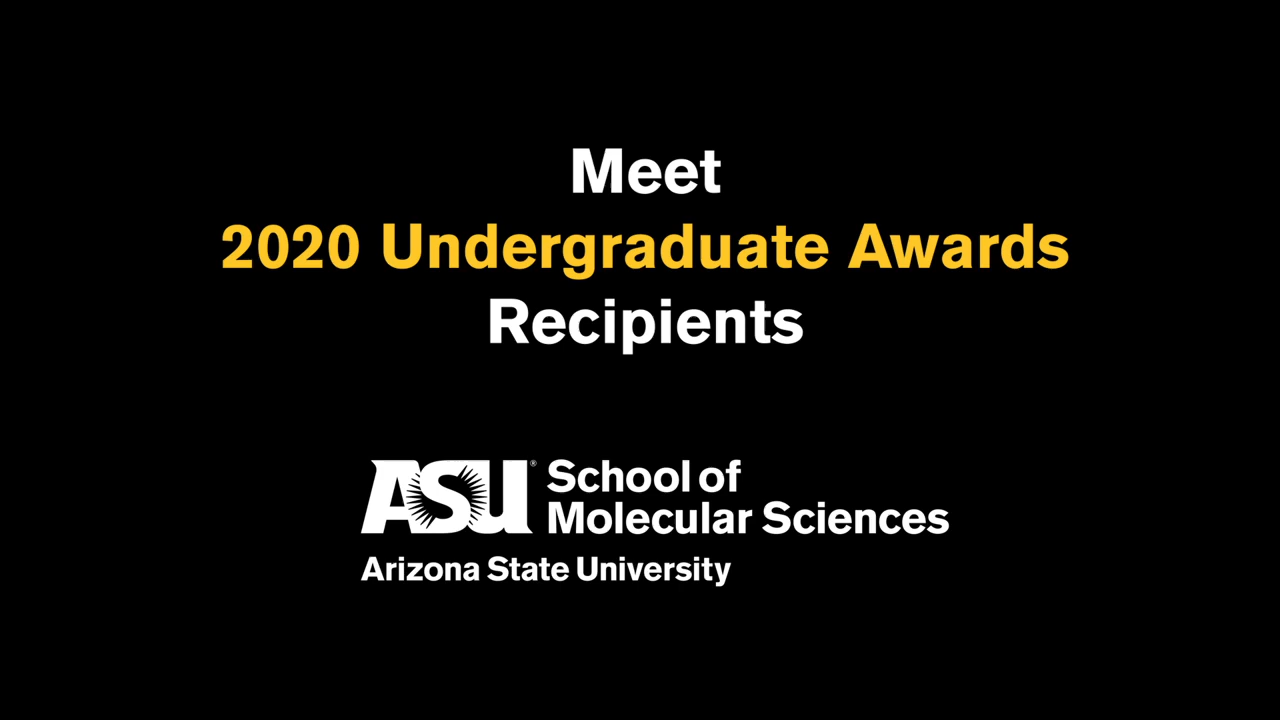 Meet
2020 Undergraduate Awards
Recipients
ASU® School of
Molecular Sciences
Arizona State University